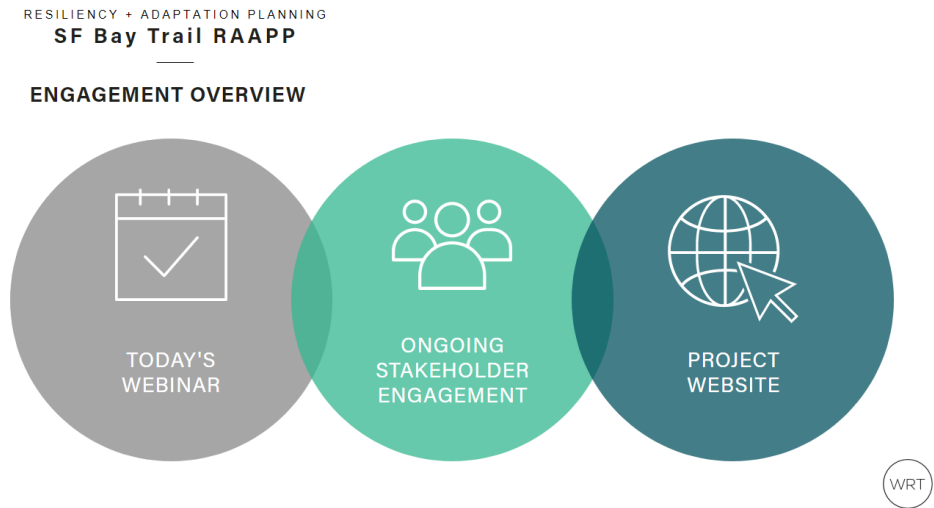 RESILIENCY + ADAPTATION PLANNING
SF Bay Trail RAAPP
ENGAGEMENT OVERVIEW
TODAY'S
WEBINAR
ONGOING
STAKEHOLDER
ENGAGEMENT
PROJECT
WEBSITE
WRT